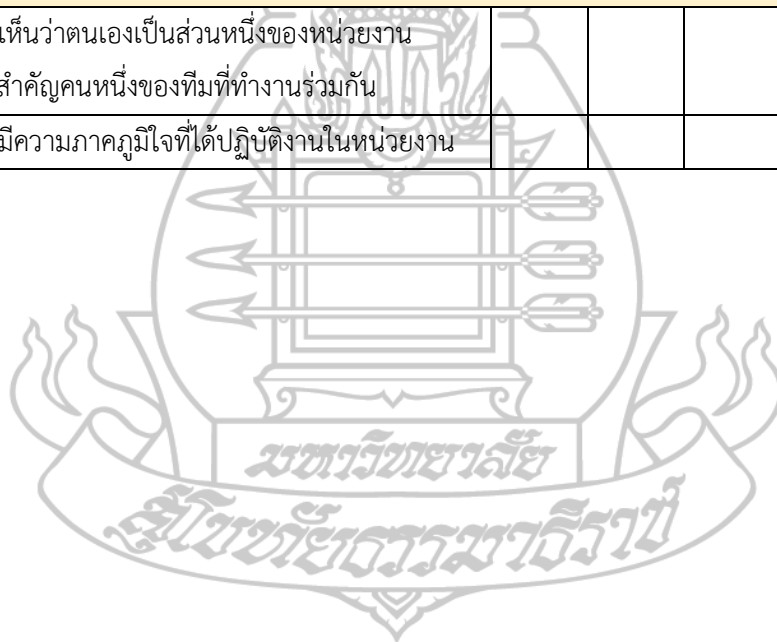 เห็นว่าตนเองเป็นส่วนหนึ่งของหน่วยงาน
สำคัญคนหนึ่งของทีมที่ทำงานร่วมกัน
มีความภาคภูมิใจที่ได้ปฏิบัติงานในหน่วยงาน
มหาวิทยาลัย
สุโขทัยธรรมาธิราช